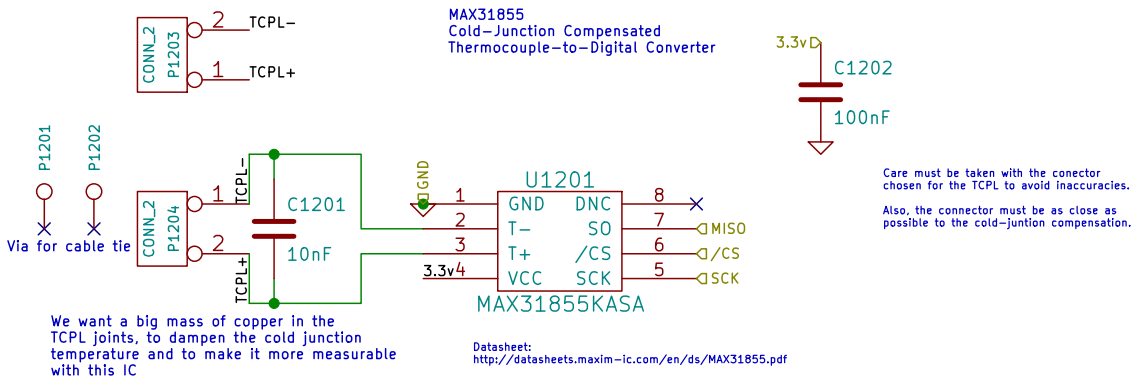 MAX31855
Cold-Junction Compensated
Thermocouple-to-Digital Converter
CONN_2
P1203
2
TCPL-
1
TCPL+
3.3v
C1202
100nF
P1201
P1202
Via for cable tie
CONN_2
P1204
1
TCPL-
2
TCPL+
C1201
10nF
GND
U1201
1
GND
DNC
8
2
T-
SO
7
MISO
3
T+
/CS
6
/CS
3.3v
4
VCC
SCK
5
SCK
MAX31855KASA
Care must be taken with the conector
chosen for the TCPL to avoid inaccuracies.
Also, the connector must be as close as
possible to the cold-juntion compensation.
We want a big mass of copper in the
TCPL joints, to dampen the cold junction
temperature and to make it more measurable
with this IC
Datasheet:
http://datasheets.maxim-ic.com/en/ds/MAX31855.pdf